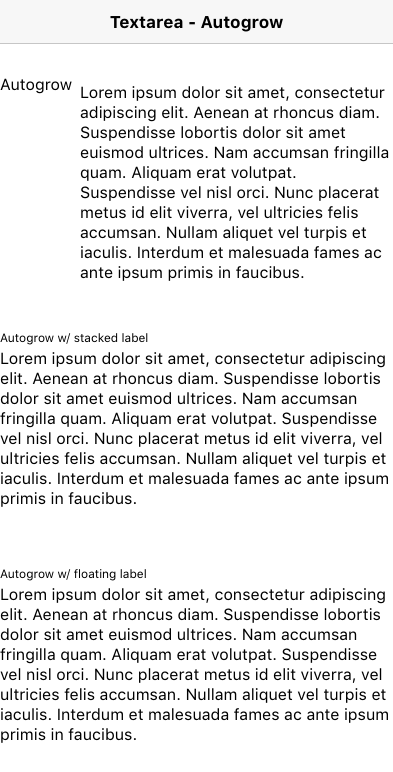 Textarea - Autogrow
Autogrow
Lorem ipsum dolor sit amet, consectetur
adipiscing elit. Aenean at rhoncus diam.
Suspendisse lobortis dolor sit amet
euismod ultrices. Nam accumsan fringilla
quam. Aliquam erat volutpat.
Suspendisse vel nisl orci. Nunc placerat
metus id elit viverra, vel ultricies felis
accumsan. Nullam aliquet vel turpis et
iaculis. Interdum et malesuada fames ac
ante ipsum primis in faucibus.
Autogrow w/ stacked label
Lorem ipsum dolor sit amet, consectetur adipiscing
elit. Aenean at rhoncus diam. Suspendisse lobortis
dolor sit amet euismod ultrices. Nam accumsan
fringilla quam. Aliquam erat volutpat. Suspendisse
vel nisl orci. Nunc placerat metus id elit viverra, vel
ultricies felis accumsan. Nullam aliquet vel turpis et
iaculis. Interdum et malesuada fames ac ante ipsum
primis in faucibus.
Autogrow w/ floating label
Lorem ipsum dolor sit amet, consectetur adipiscing
elit. Aenean at rhoncus diam. Suspendisse lobortis
dolor sit amet euismod ultrices. Nam accumsan
fringilla quam. Aliquam erat volutpat. Suspendisse
vel nisl orci. Nunc placerat metus id elit viverra, vel
ultricies felis accumsan. Nullam aliquet vel turpis et
iaculis. Interdum et malesuada fames ac ante ipsum
primis in faucibus.